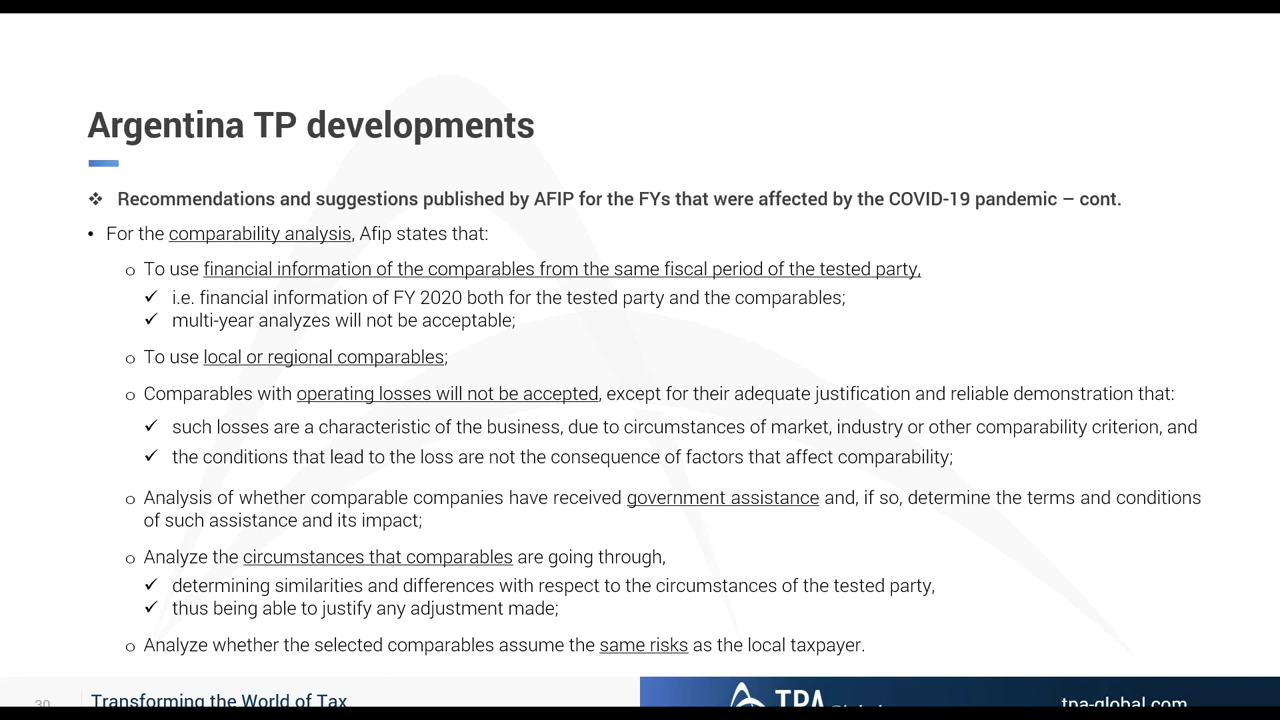 Argentina TP developments
❖ Recommendations and suggestions published by AFIP for the FYs that were affected by the COVID-19 pandemic – cont.
• For the comparability analysis, Afip states that:
o To use financial information of the comparables from the same fiscal period of the tested party,
✓ i.e. financial information of FY 2020 both for the tested party and the comparables;
✓ multi-year analyzes will not be acceptable;
o To use local or regional comparables;
o Comparables with operating losses will not be accepted, except for their adequate justification and reliable demonstration that:
✓ such losses are a characteristic of the business, due to circumstances of market, industry or other comparability criterion, and
✓ the conditions that lead to the loss are not the consequence of factors that affect comparability;
o Analysis of whether comparable companies have received government assistance and, if so, determine the terms and conditions
of such assistance and its impact;
o Analyze the circumstances that comparables are going through,
✓ determining similarities and differences with respect to the circumstances of the tested party,
✓ thus being able to justify any adjustment made;
o Analyze whether the selected comparables assume the same risks as the local taxpayer.
30 Transforming the World of Tax TPA Global tpa-global.com